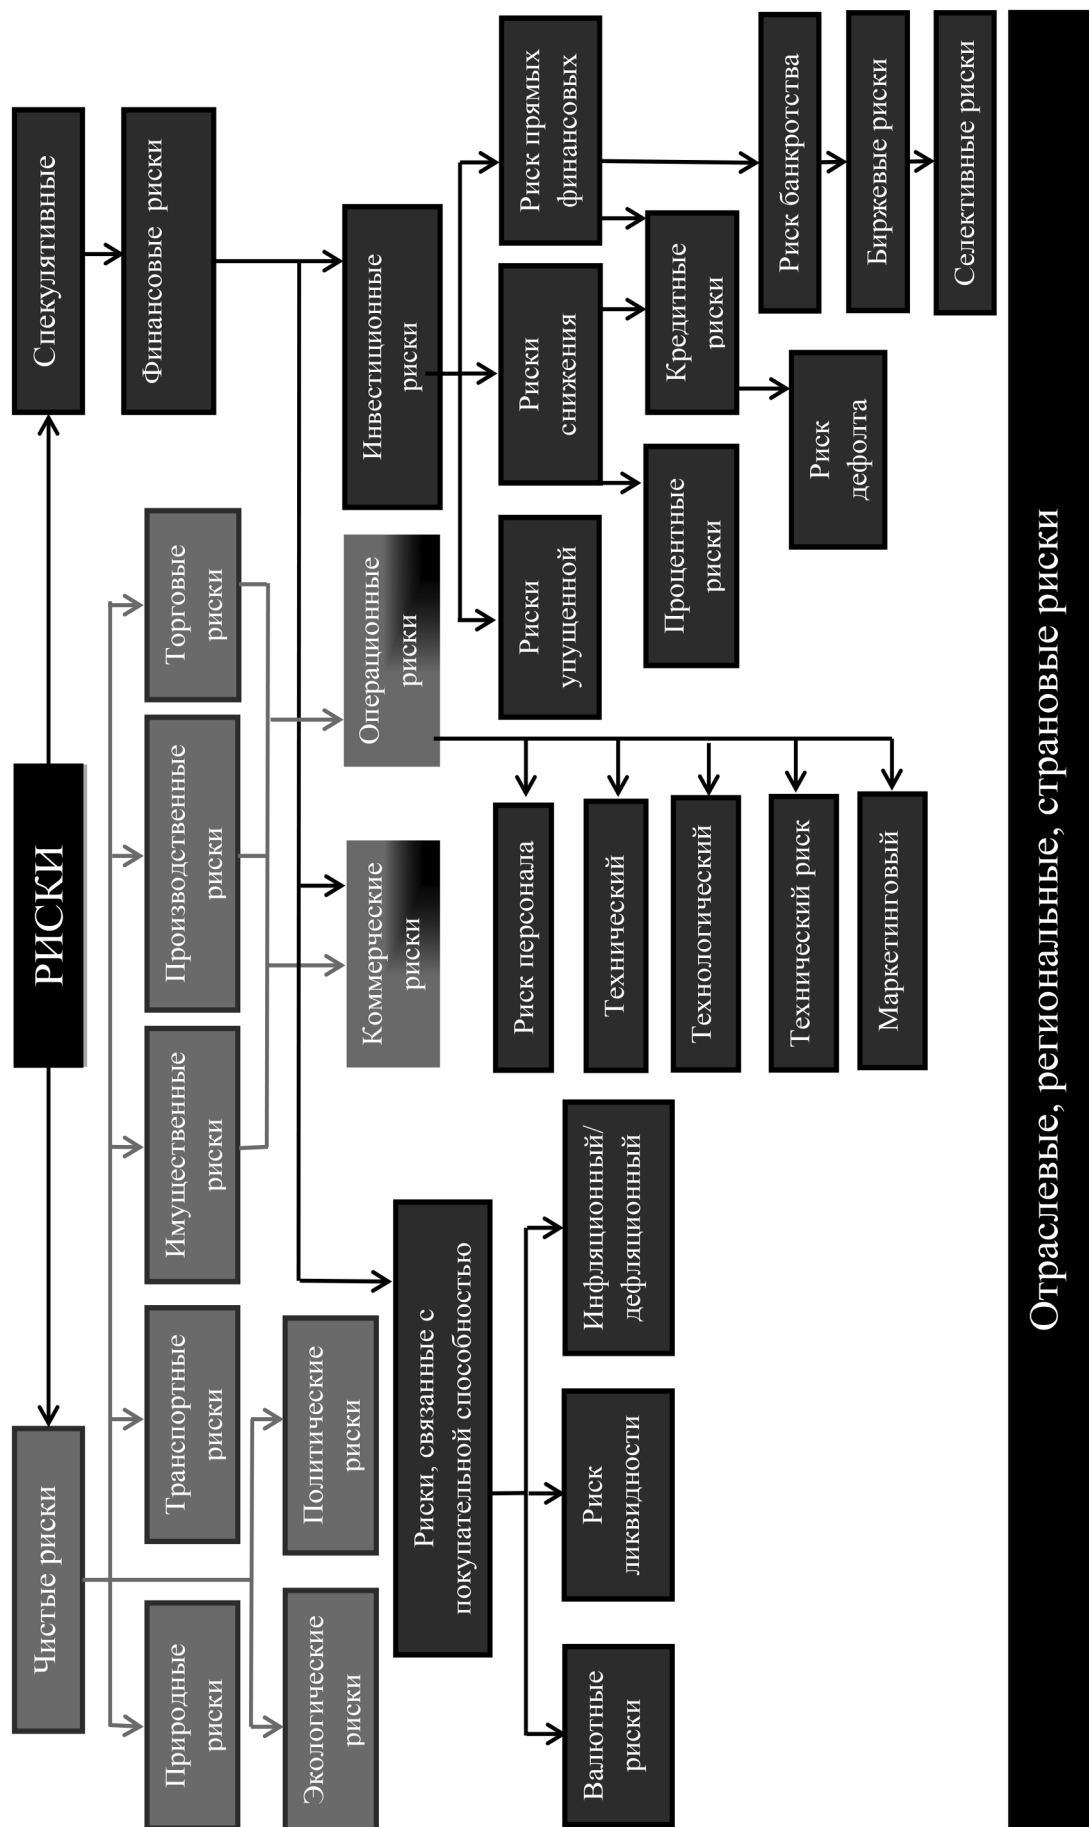 РИСКИ
Чистые риски
Спекулятивные
Финансовые риски
Природные
риски
Транспортные
риски
Имущественные
риски
Производственные
риски
Торговые
риски
Экологические
риски
Политические
риски
Коммерческие
риски
Операционные
риски
Инвестиционные
риски
Риски, связанные с
покупательной способностью
Риски
упущенной
Риски
снижения
Риск прямых
финансовых
Валютные
риски
Риск
ликвидности
Инфляционный/
дефляционный
Риск персонала
Технический
Технологический
Технический риск
Маркетинговый
Процентные
риски
Кредитные
риски
Риск
дефолта
Риск банкротства
Биржевые риски
Селективные риски
Отраслевые, региональные, страновые риски